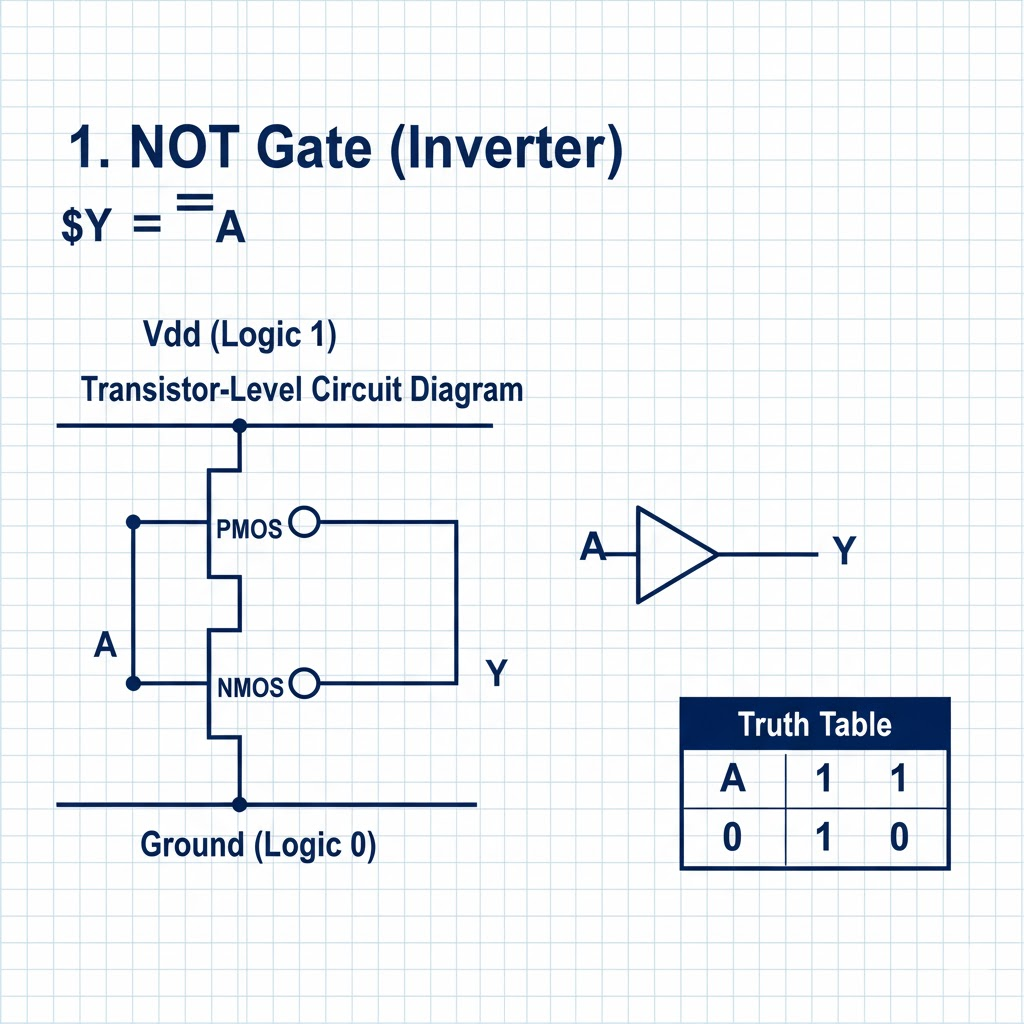 1. NOT Gate (Inverter)
$Y = ‾‾A
Vdd (Logic 1)
Transistor-Level Circuit Diagram
PMOS
A
NMOS
Y
Ground (Logic 0)
A Y
Truth Table
A 1 1
0 1 0